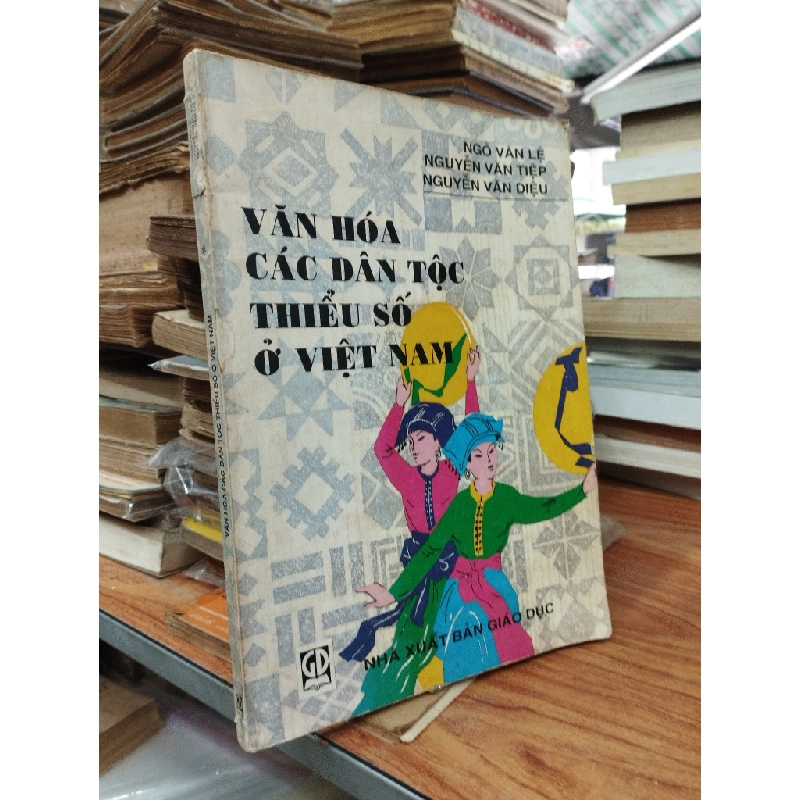 NGÔ VĂN LỆ
NGUYỄN VĂN TIỆP
NGUYỄN VĂN DIỆU
VĂN HÓA
CÁC DÂN TỘC
THIỂU SỐ
Ở VIỆT NAM
NHÀ XUẤT BẢN GIÁO DỤC
GD
VĂN HÓA CÁC DÂN TỘC THIỂU SỐ Ở VIỆT NAM